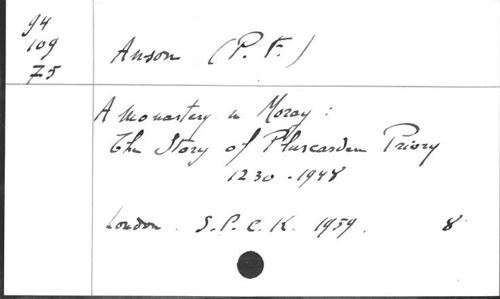 94
109
75
Anson (P. F.)
A monastery in Moray :
The Story of Pluscarden Priory
1230 - 1948
London. S.P.C.K. 1959. 8